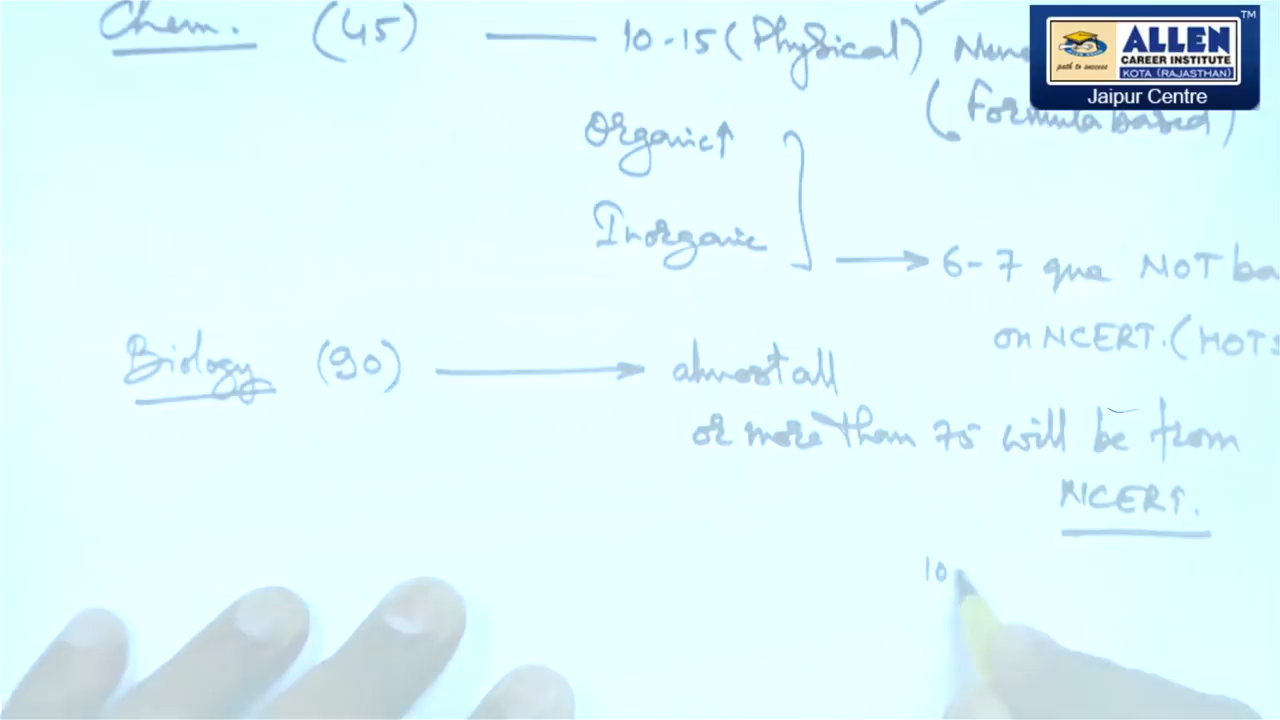 Chem. (45) — 10-15 (Physical)
(Formula based)
Organic↑
Inorganic
→ 6-7 que NOT
on NCERT. (HOTS
Biology (90) → almost all
or more than 75 will be from
NCERT.
10
ALLEN
CAREER INSTITUTE
KOTA (RAJASTHAN)
path to success
Jaipur Centre
TM